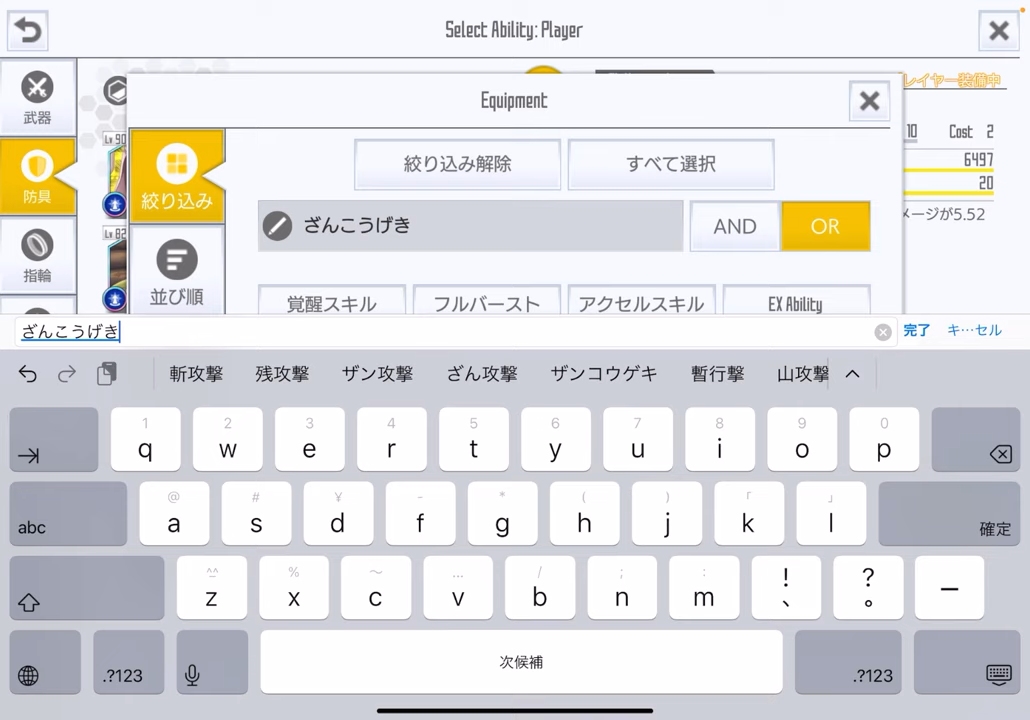 Select Ability: Player
武器
防具
指輪
Lv 90
Lv 82
レイヤー装備中
10 Cost 2
6497
20
メージが5.52
Equipment
絞り込み
並び順
絞り込み解除 すべて選択
ざんこうげき AND OR
覚醒スキル フルバースト アクセルスキル EX Ability
ざんこうげき 完了 キ…セル
斬攻撃 残攻撃 ザン攻撃 ざん攻撃 ザンコウゲキ 暫行撃 山攻撃
1 2 3 4 5 6 7 8 9 0
q w e r t y u i o p
@ # ¥ - * ( ) 「 」
abc a s d f g h j k l 確定
^^ % 〜 … / ; :
z x c v b n m ! 、 ? 。 ー
.?123 次候補 .?123